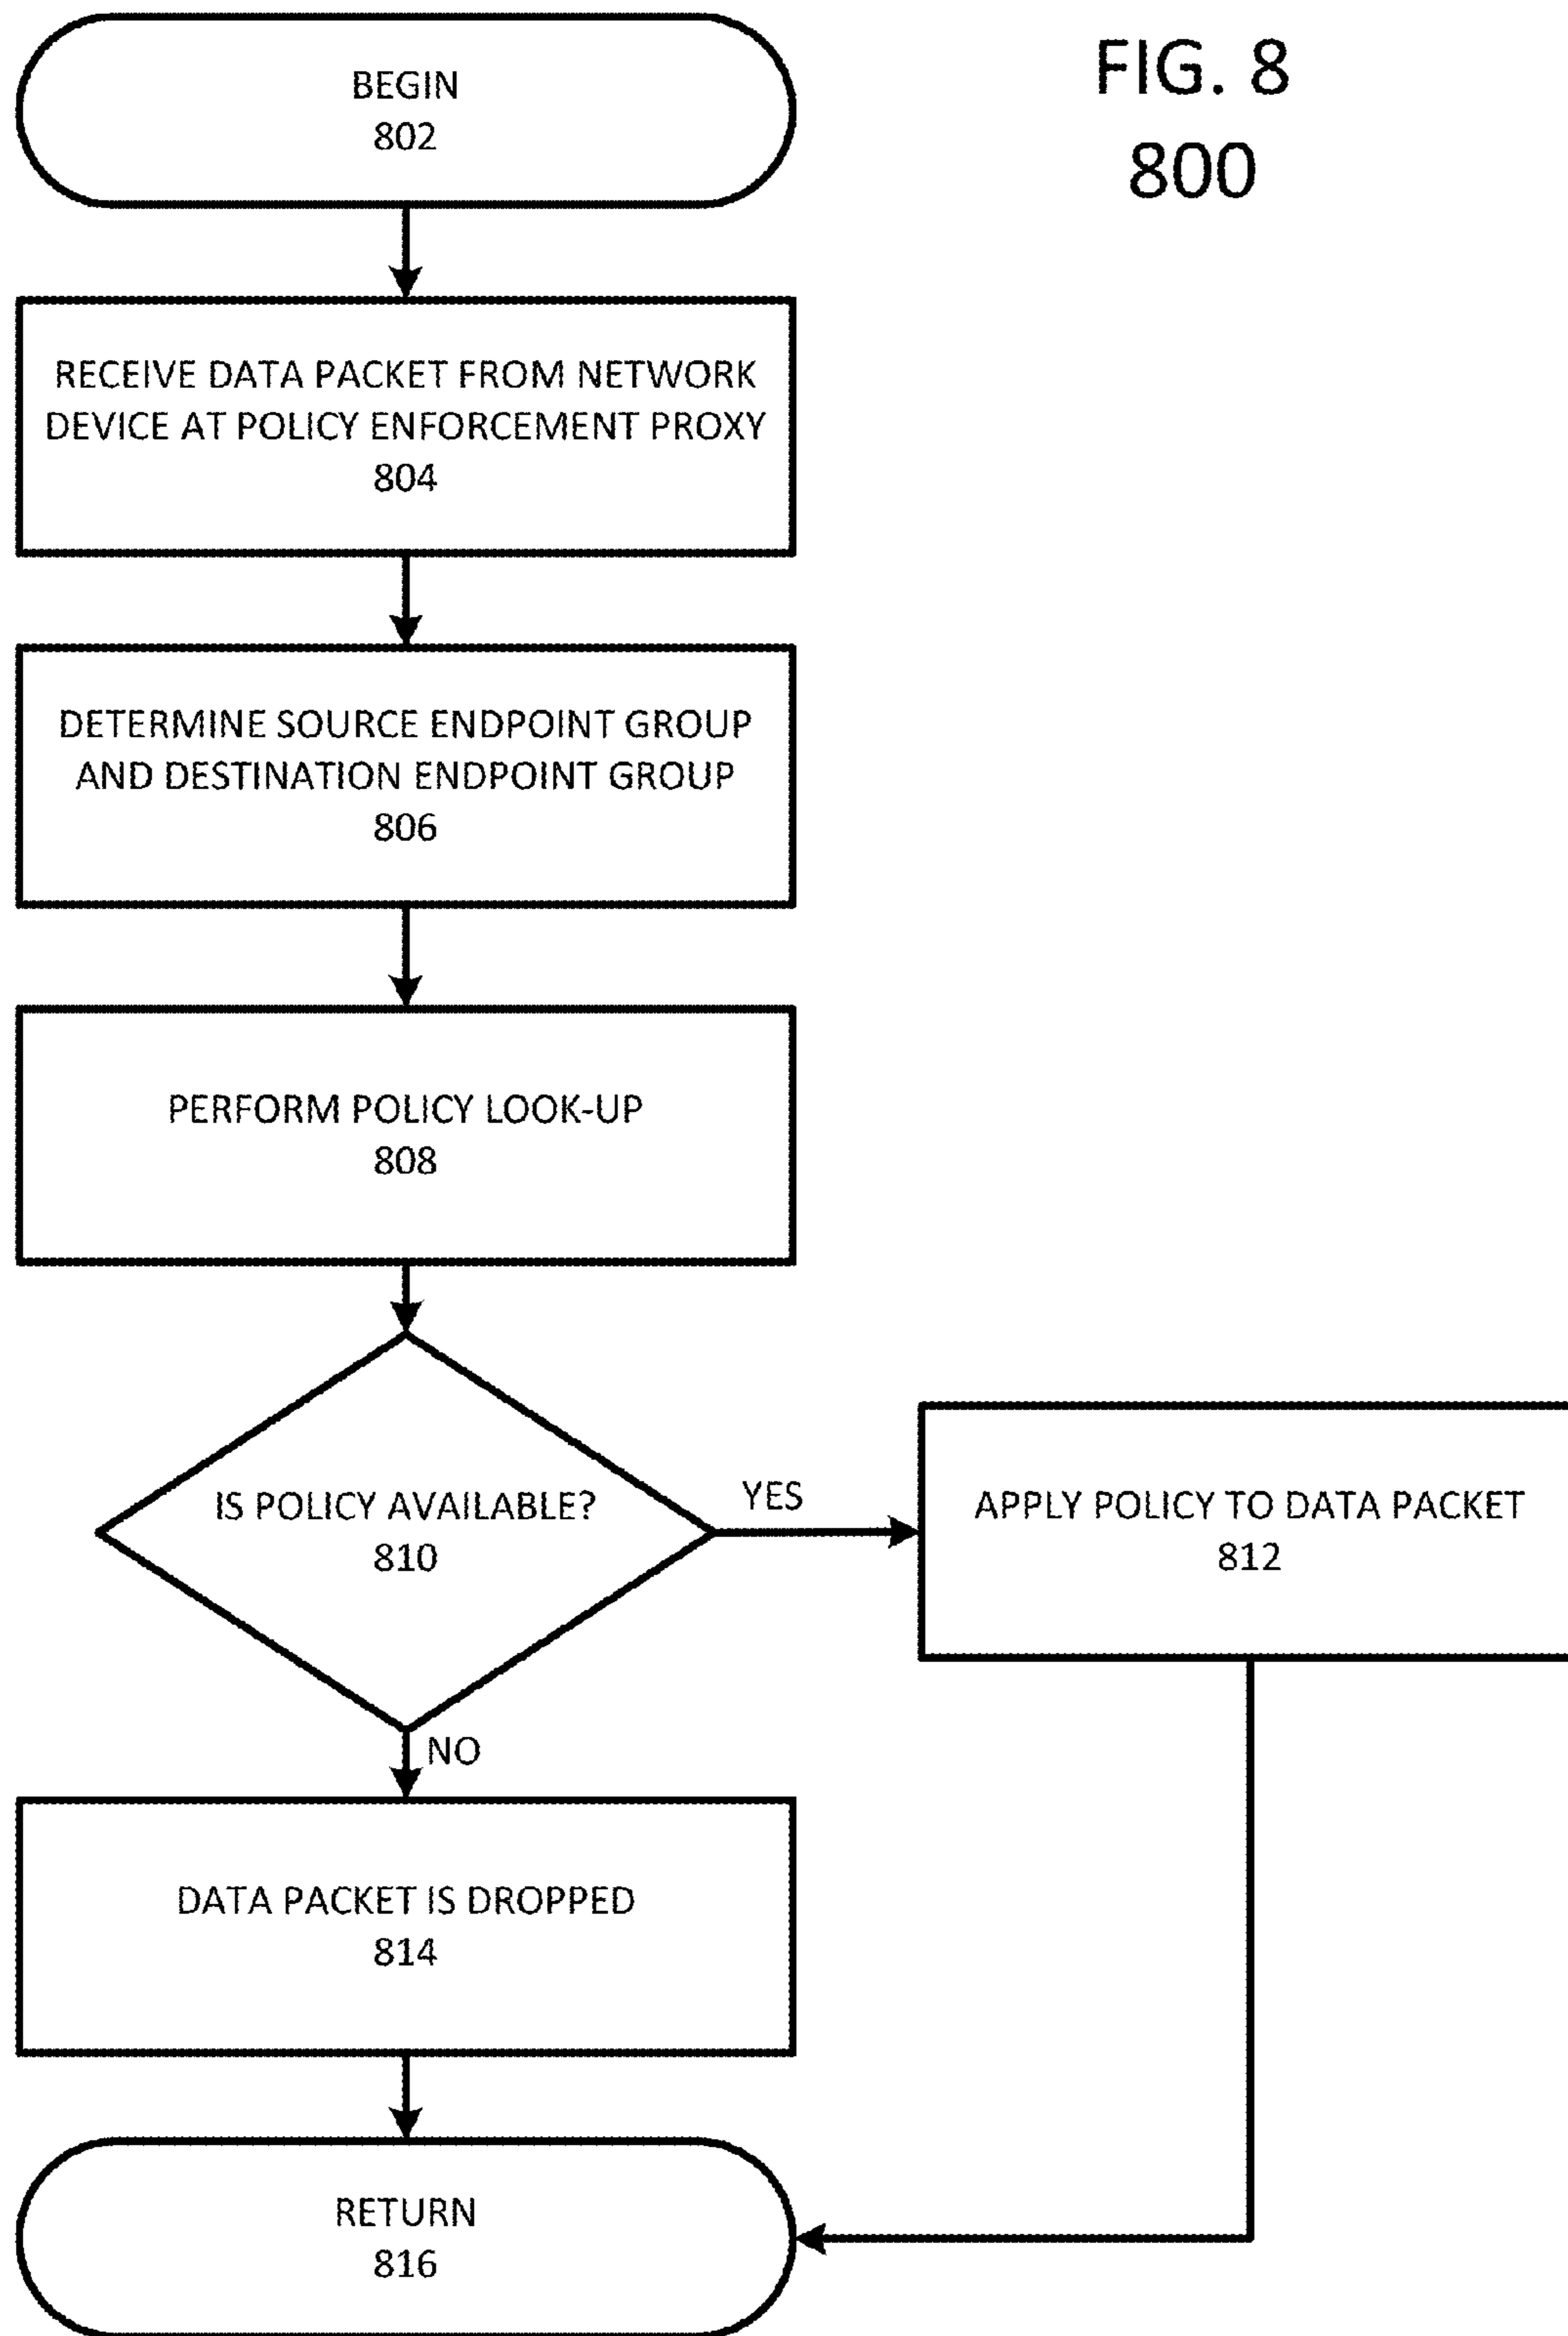 FIG. 8
800
BEGIN
802
RECEIVE DATA PACKET FROM NETWORK
DEVICE AT POLICY ENFORCEMENT PROXY
804
DETERMINE SOURCE ENDPOINT GROUP
AND DESTINATION ENDPOINT GROUP
806
PERFORM POLICY LOOK-UP
808
IS POLICY AVAILABLE?
810
YES
APPLY POLICY TO DATA PACKET
812
NO
DATA PACKET IS DROPPED
814
RETURN
816